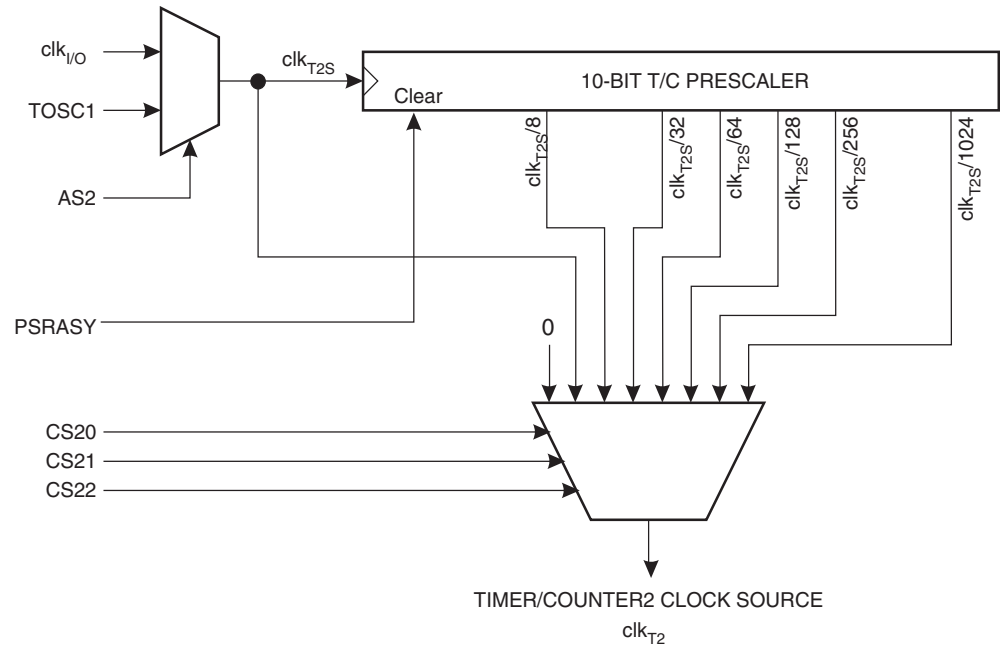 clkI/O
clkT2S
10-BIT T/C PRESCALER
TOSC1
Clear
clkT2S/8
clkT2S/32
clkT2S/64
clkT2S/128
clkT2S/256
clkT2S/1024
AS2
PSRASY
0
CS20
CS21
CS22
TIMER/COUNTER2 CLOCK SOURCE
clkT2